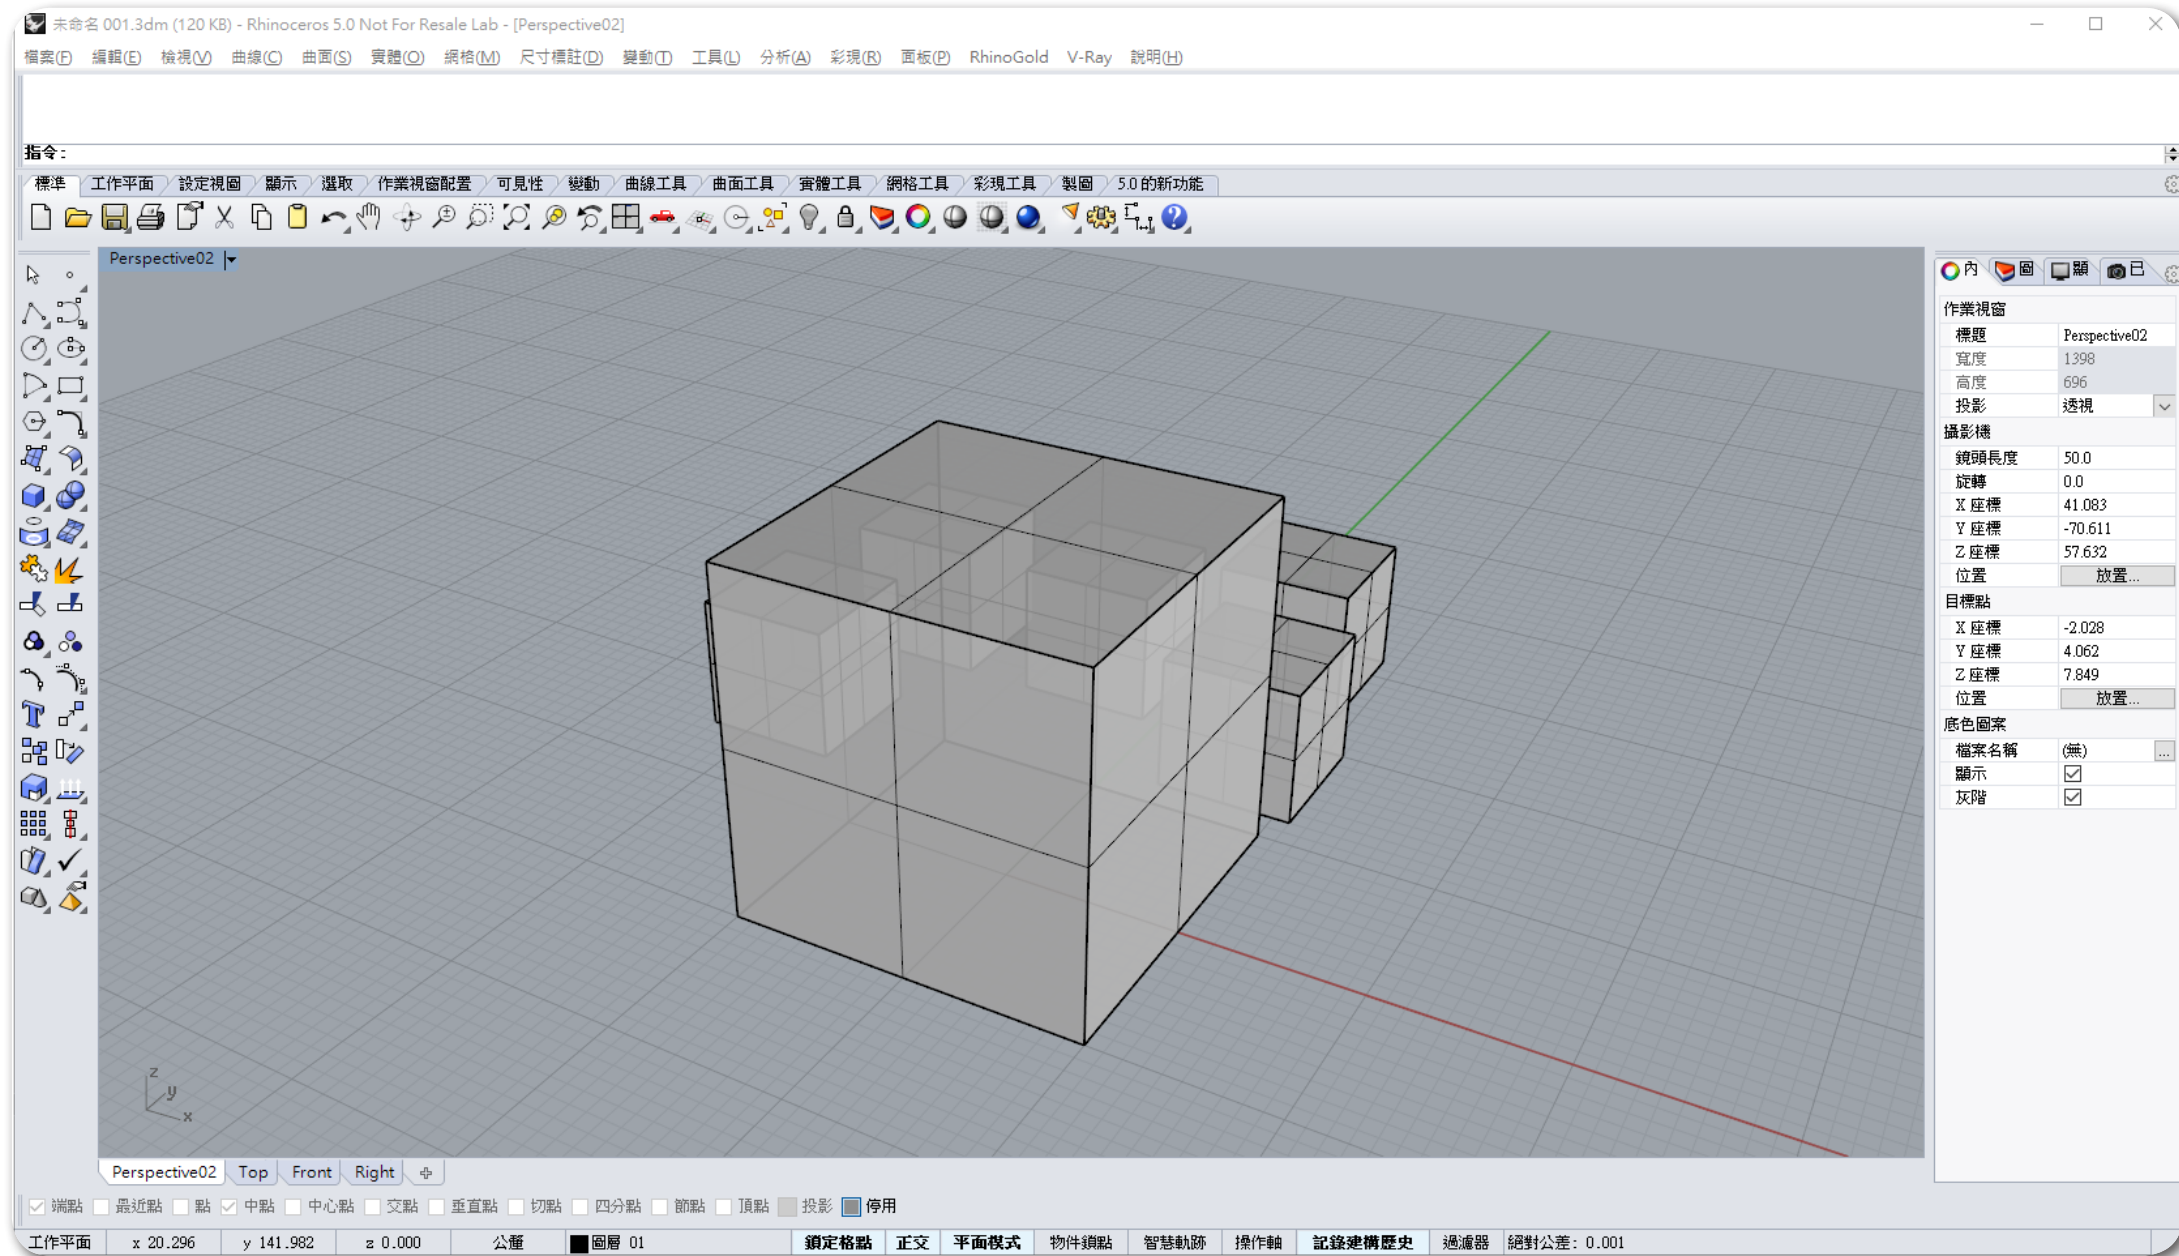 未命名 001.3dm (120 KB) - Rhinoceros 5.0 Not For Resale Lab - [Perspective02]
檔案(F) 編輯(E) 檢視(V) 曲線(C) 曲面(S) 實體(O) 網格(M) 尺寸標註(D) 變動(T) 工具(L) 分析(A) 彩現(R) 面板(P) RhinoGold V-Ray 說明(H)
指令:
標準 工作平面 設定視圖 顯示 選取 作業視窗配置 可見性 變動 曲線工具 曲面工具 實體工具 網格工具 彩現工具 製圖 5.0 的新功能
Perspective02
內 圖 顯 已
作業視窗
標題 Perspective02
寬度 1398
高度 696
投影 透視
攝影機
鏡頭長度 50.0
旋轉 0.0
X 座標 41.083
Y 座標 -70.611
Z 座標 57.632
位置 放置...
目標點
X 座標 -2.028
Y 座標 4.062
Z 座標 7.849
位置 放置...
底色圖案
檔案名稱 (無) ...
顯示
灰階
z
y
x
Perspective02 Top Front Right
端點 最近點 點 中點 中心點 交點 垂直點 切點 四分點 節點 頂點 投影 停用
工作平面 x 20.296 y 141.982 z 0.000 公釐 圖層 01 鎖定格點 正交 平面模式 物件鎖點 智慧軌跡 操作軸 記錄建構歷史 過濾器 絕對公差: 0.001